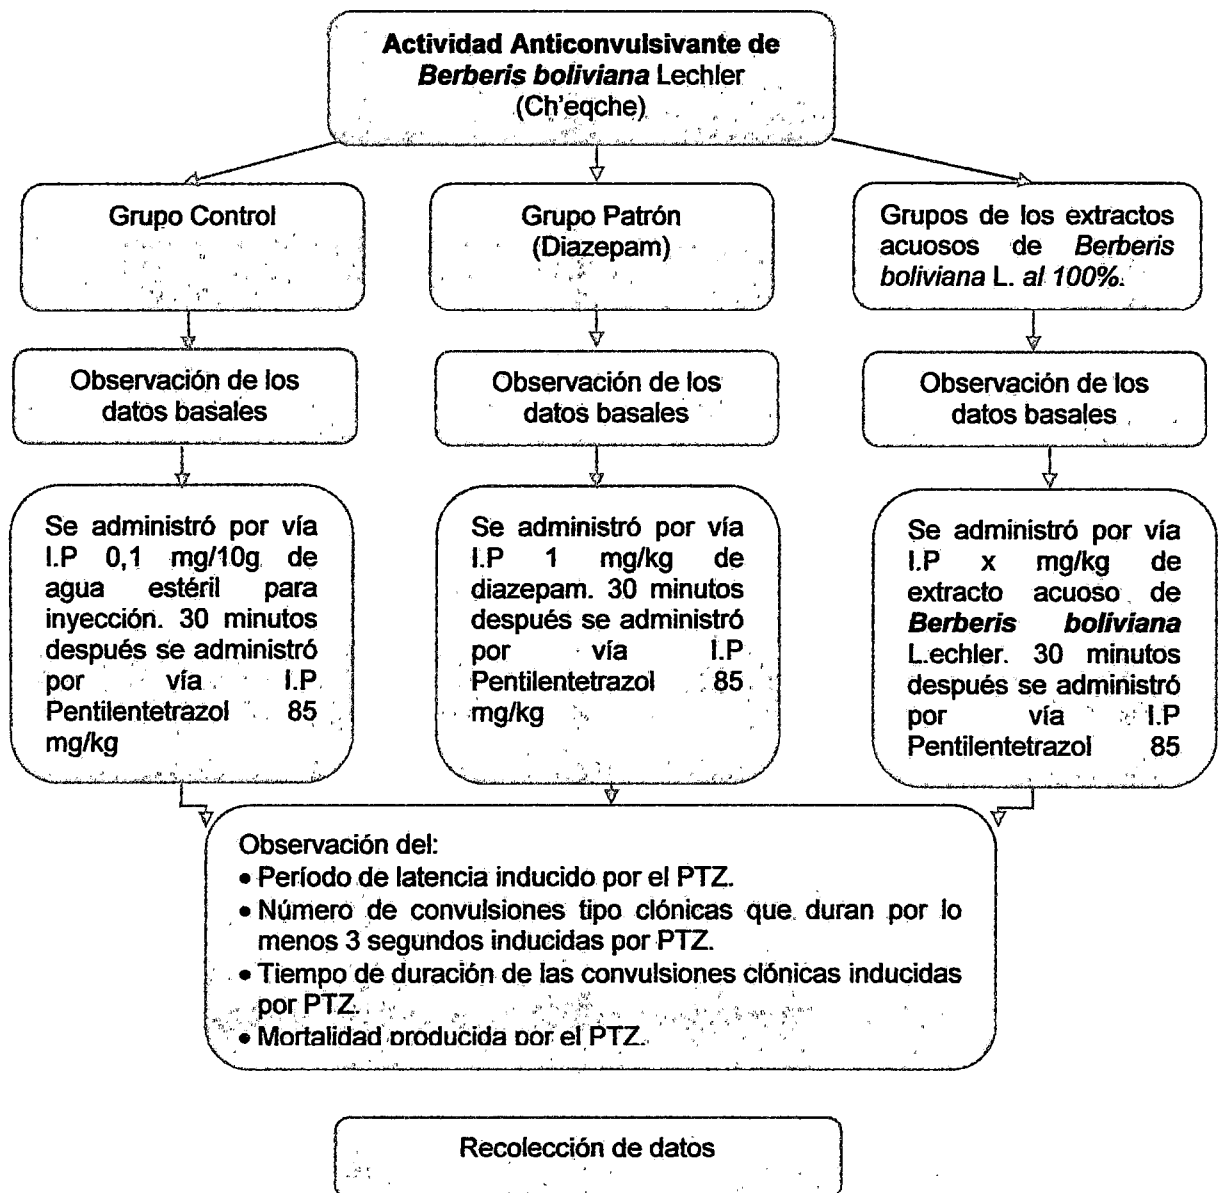 Actividad Anticonvulsivante de
Berberis boliviana Lechler
(Ch'eqche)
Grupo Control
Grupo Patrón
(Diazepam)
Grupos de los extractos
acuosos de Berberis
boliviana L. al 100%.
Observación de los
datos basales
Observación de los
datos basales
Observación de los
datos basales
Se administró por vía
I.P 0,1 mg/10g de
agua estéril para
inyección. 30 minutos
después se administró
por vía I.P
Pentilentetrazol 85
mg/kg
Se administró por vía
I.P 1 mg/kg de
diazepam. 30 minutos
después se administró
por vía I.P
Pentilentetrazol 85
mg/kg
Se administró por vía
I.P x mg/kg de
extracto acuoso de
Berberis boliviana
L.echler. 30 minutos
después se administró
por vía I.P
Pentilentetrazol 85
Observación del:
• Período de latencia inducido por el PTZ.
• Número de convulsiones tipo clónicas que duran por lo
menos 3 segundos inducidas por PTZ.
• Tiempo de duración de las convulsiones clónicas inducidas
por PTZ.
• Mortalidad producida por el PTZ.
Recolección de datos